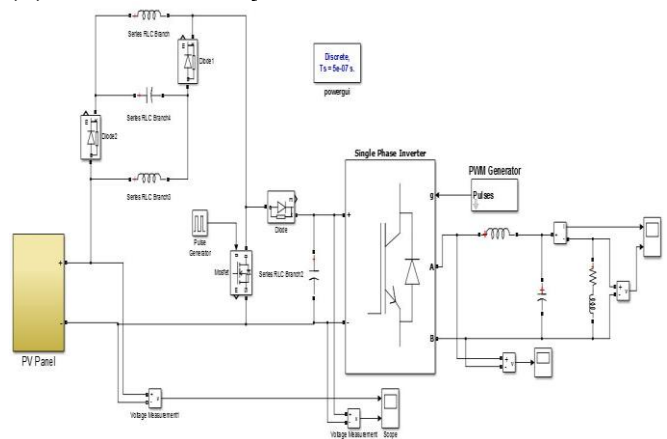 Series RLC Branch
Diode1
Discrete,
Ts = 5e-07 s.
powergui
Series RLC Branch4
Diode2
Single Phase Inverter
PWM Generator
Series RLC Branch3
g
Pulses
m
Diode
Pulse
Generator
+
A
Mosfet
Series RLC Branch2
+
v
PV Panel
-
-
B
+
-
v
+
-
v
Voltage Measurement1
+
-
v
Voltage Measurement
Scope